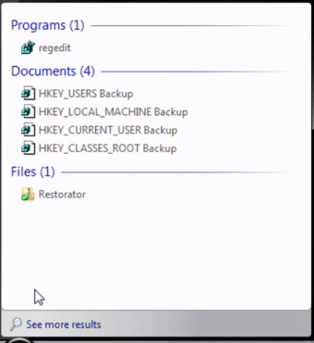 Programs (1)
regedit
Documents (4)
HKEY_USERS Backup
HKEY_LOCAL_MACHINE Backup
HKEY_CURRENT_USER Backup
HKEY_CLASSES_ROOT Backup
Files (1)
Restorator
See more results